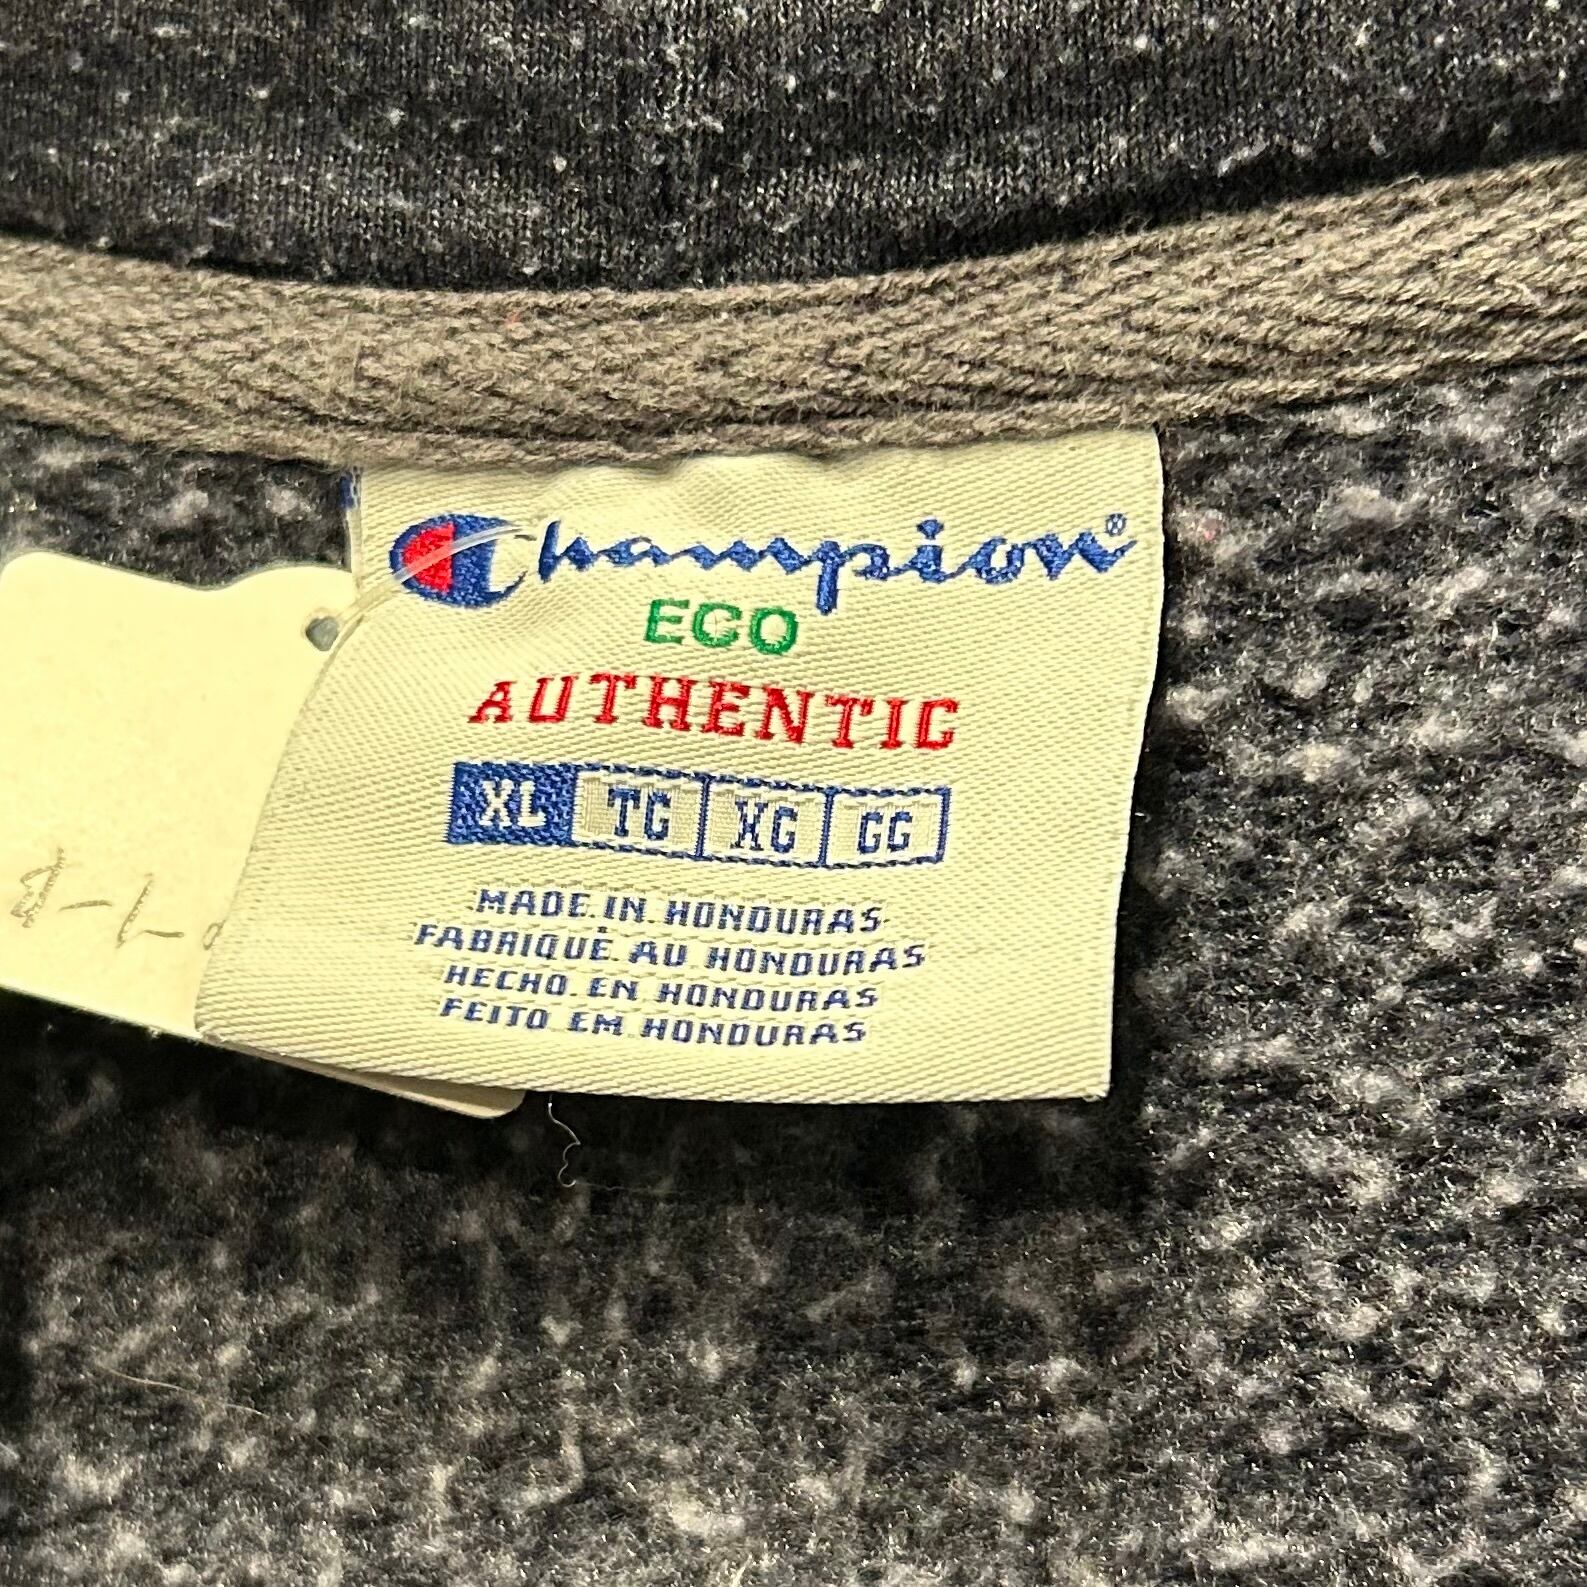 Champion®
ECO
AUTHENTIC
XL TG XG GG
MADE IN HONDURAS
FABRIQUÉ AU HONDURAS
HECHO EN HONDURAS
FEITO EM HONDURAS